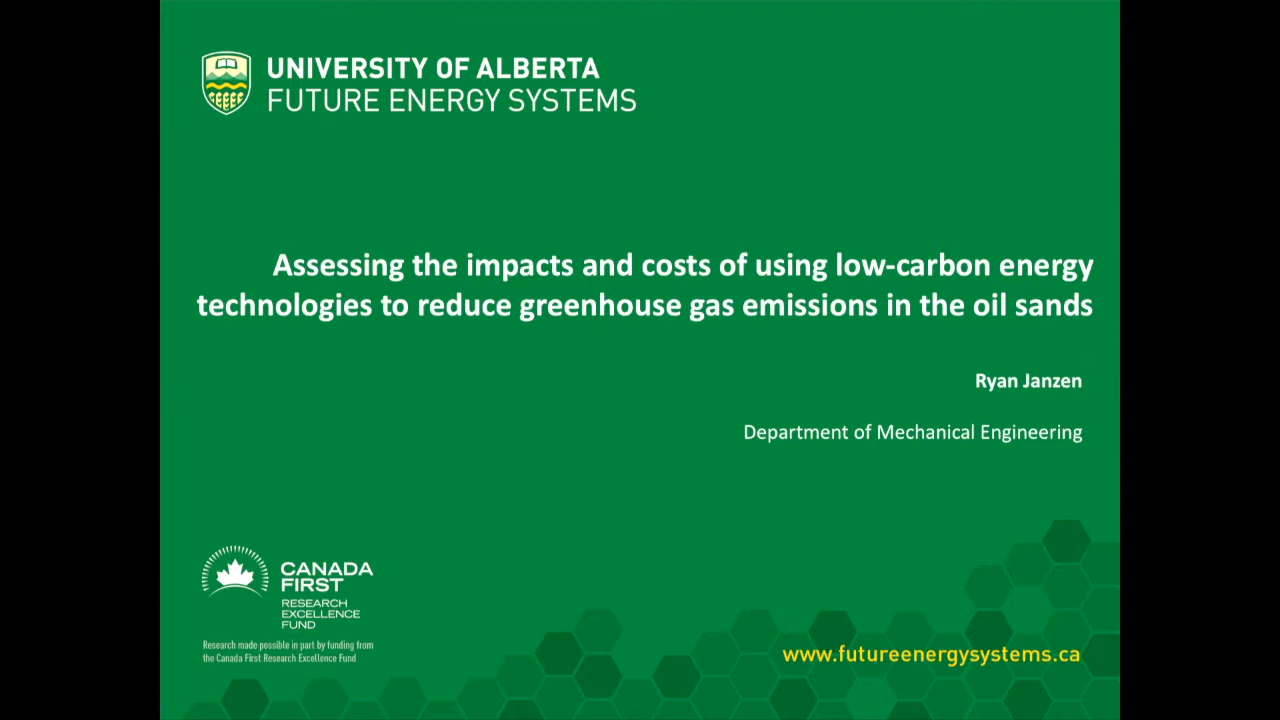 UNIVERSITY OF ALBERTA
FUTURE ENERGY SYSTEMS
Assessing the impacts and costs of using low-carbon energy
technologies to reduce greenhouse gas emissions in the oil sands
Ryan Janzen
Department of Mechanical Engineering
CANADA
FIRST
RESEARCH
EXCELLENCE
FUND
Research made possible in part by funding from
the Canada First Research Excellence Fund
www.futureenergysystems.ca